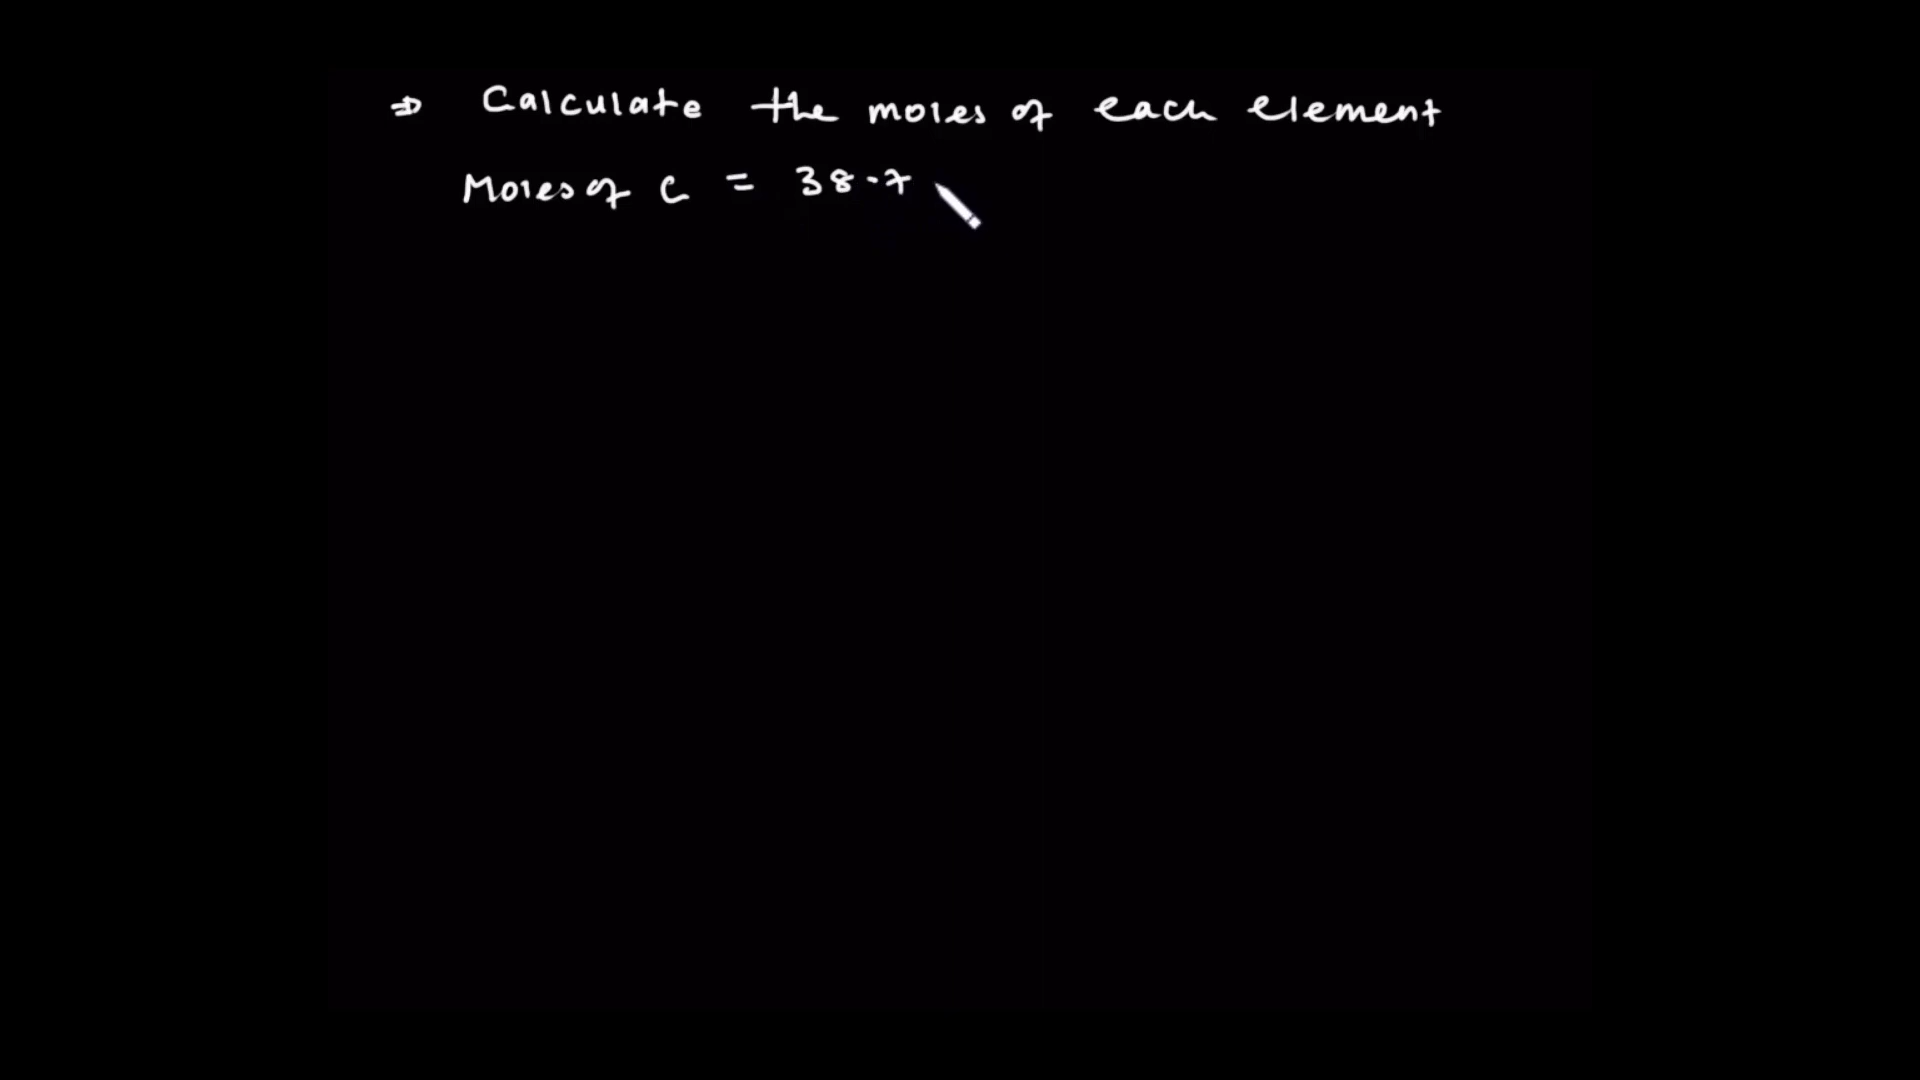 ⇒ Calculate the moles of each element
Moles of C = 38.7